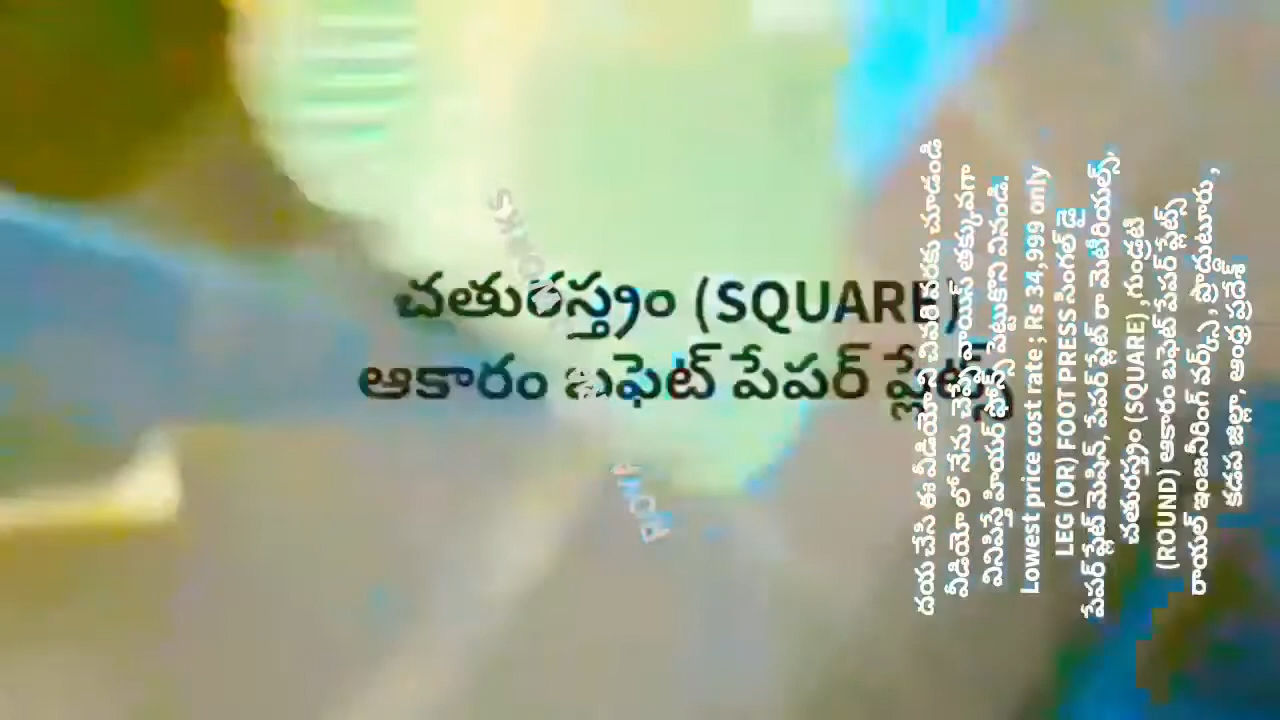 చతురస్త్రం (SQUARE)
ఆకారం బఫెట్ పేపర్ ప్లేట్స్
దయ చేసి ఈ వీడియోని చివరి వరకు చూడండి
వీడియో లో నేను చెప్పే వాయిస్ తక్కువగా
వినిపిస్తే హియర్ ఫోన్స్ పెట్టుకొని వినండి.
Lowest price cost rate ; Rs 34,999 only
LEG (OR) FOOT PRESS సింగల్ డై
పేపర్ ప్లేట్ మెషిన్, పేపర్ ప్లేట్ రా మెటీరియల్స్,
చతురస్త్రం (SQUARE) ,గుండ్రటి
(ROUND) ఆకారం బఫెట్ పేపర్ ప్లేట్స్
రాయల్ ఇంజనీరింగ్ వర్క్స్ , ప్రొద్దుటూరు ,
కడప జిల్లా, ఆంధ్ర ప్రదేశ్